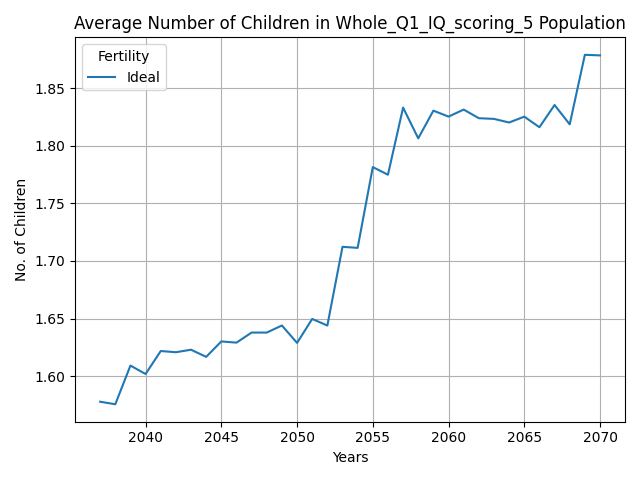 Average Number of Children in Whole_Q1_IQ_scoring_5 Population
Fertility
Ideal
No. of Children
1.85
1.80
1.75
1.70
1.65
1.60
2040 2045 2050 2055 2060 2065 2070
Years